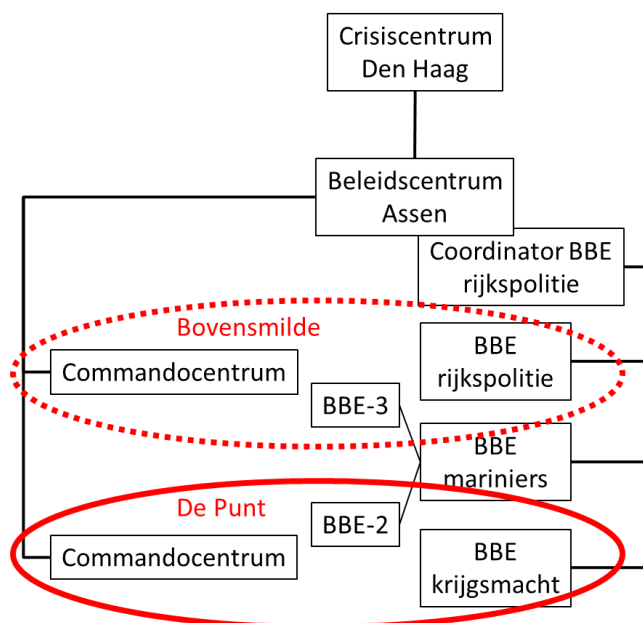 Crisiscentrum
Den Haag
Beleidscentrum
Assen
Coordinator BBE
rijkspolitie
Bovensmilde
Commandocentrum
BBE
rijkspolitie
BBE-3
BBE
mariniers
De Punt
BBE-2
Commandocentrum
BBE
krijgsmacht